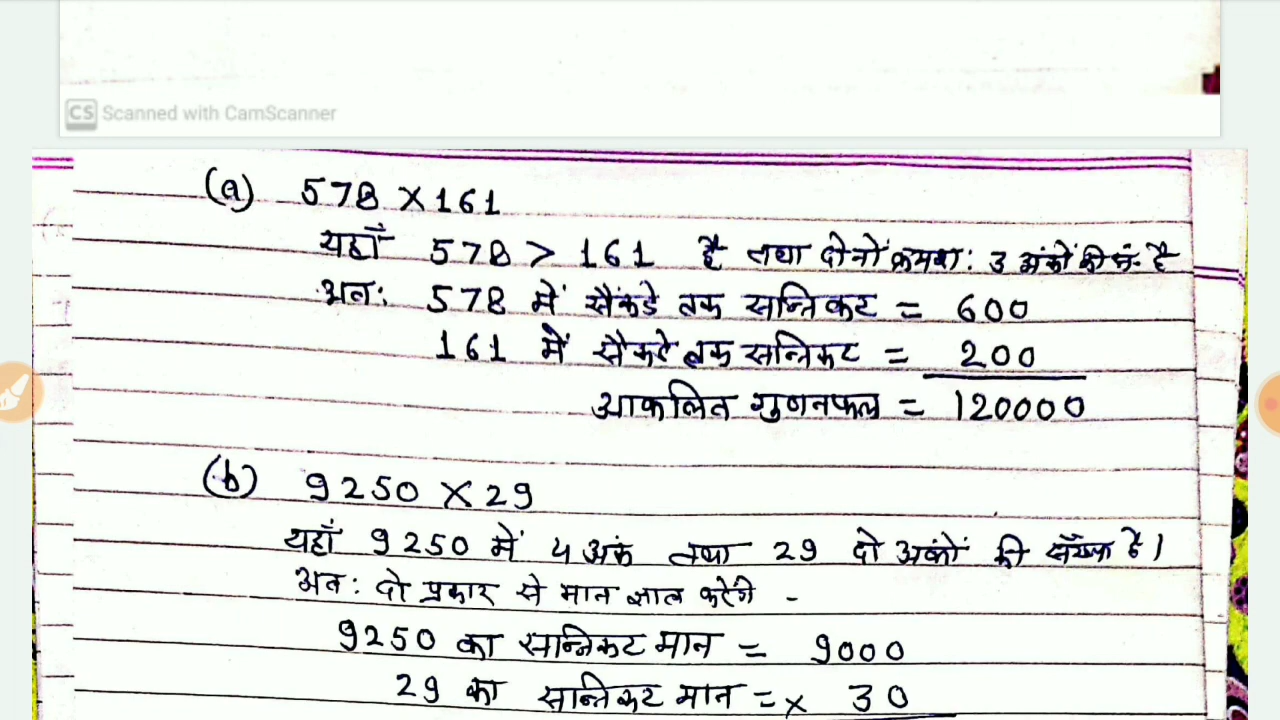 CS Scanned with CamScanner
(a) 578 × 161
यहाँ 578 > 161 है तथा दोनों क्रमशः 3 अंकों की सं. है
अतः 578 में सैंकडे तक सन्निकट = 600
161 में सैकडे तक सन्निकट = 200
आकलित गुणनफल = 120000
(b) 9250 × 29
यहाँ 9250 में 4 अंक तथा 29 दो अकों की है।
अतः दो प्रकार से मान ज्ञात करेंगे -
9250 का सन्निकट मान = 9000
29 का सन्निकट मान = × 30